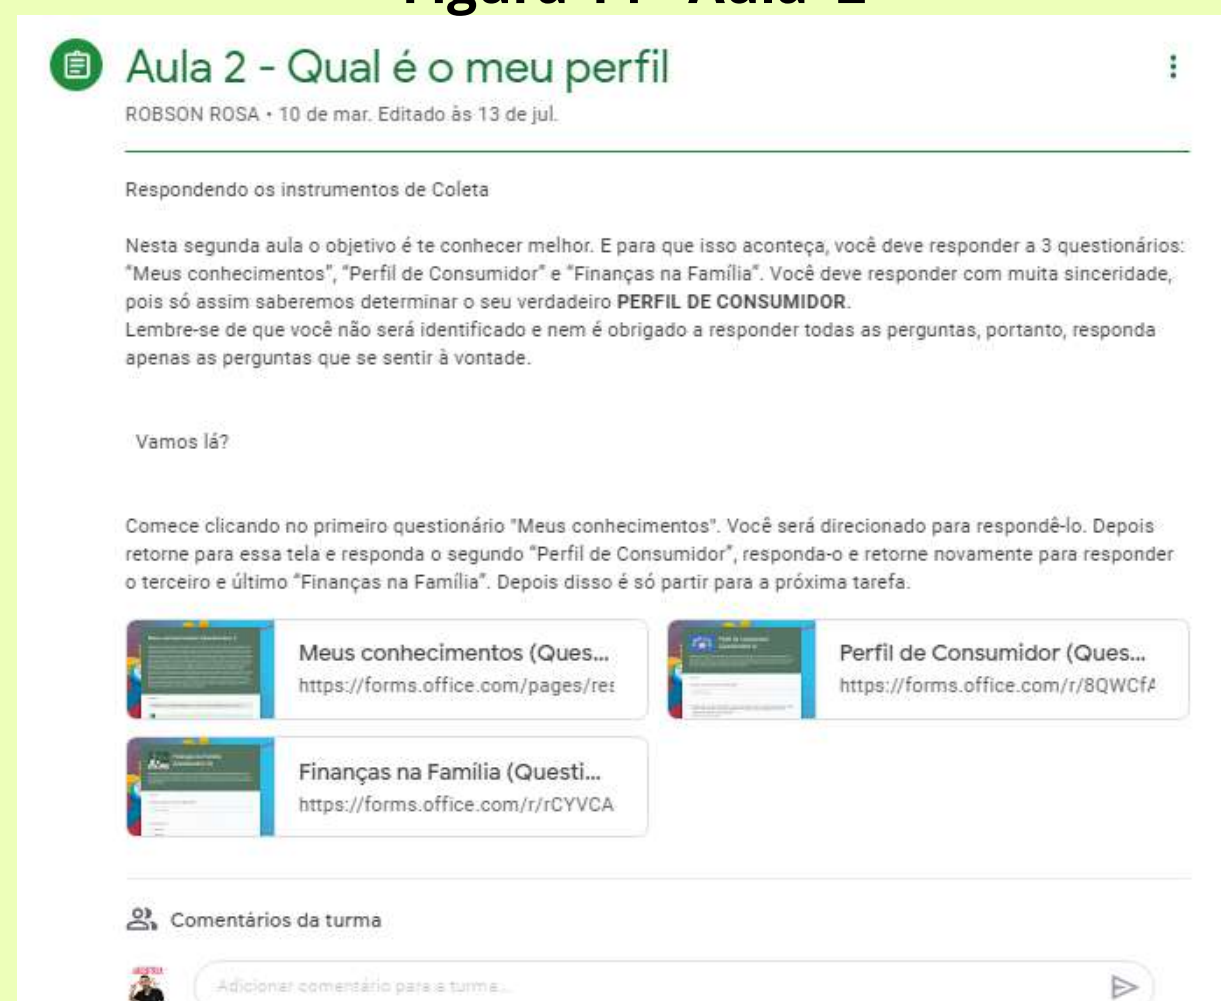 Aula 2 - Qual é o meu perfil
ROBSON ROSA • 10 de mar. Editado às 13 de jul.
Respondendo os instrumentos de Coleta
Nesta segunda aula o objetivo é te conhecer melhor. E para que isso aconteça, você deve responder a 3 questionários:
"Meus conhecimentos", "Perfil de Consumidor" e "Finanças na Família". Você deve responder com muita sinceridade,
pois só assim saberemos determinar o seu verdadeiro PERFIL DE CONSUMIDOR.
Lembre-se de que você não será identificado e nem é obrigado a responder todas as perguntas, portanto, responda
apenas as perguntas que se sentir à vontade.
Vamos lá?
Comece clicando no primeiro questionário "Meus conhecimentos". Você será direcionado para respondê-lo. Depois
retorne para essa tela e responda o segundo "Perfil de Consumidor", responda-o e retorne novamente para responder
o terceiro e último "Finanças na Família". Depois disso é só partir para a próxima tarefa.
Meus conhecimentos (Ques...
https://forms.office.com/pages/res
Perfil de Consumidor (Ques...
https://forms.office.com/r/8QWCfA
Finanças na Família (Questi...
https://forms.office.com/r/rCYVCA
Comentários da turma
Adicionar comentário para a turma...